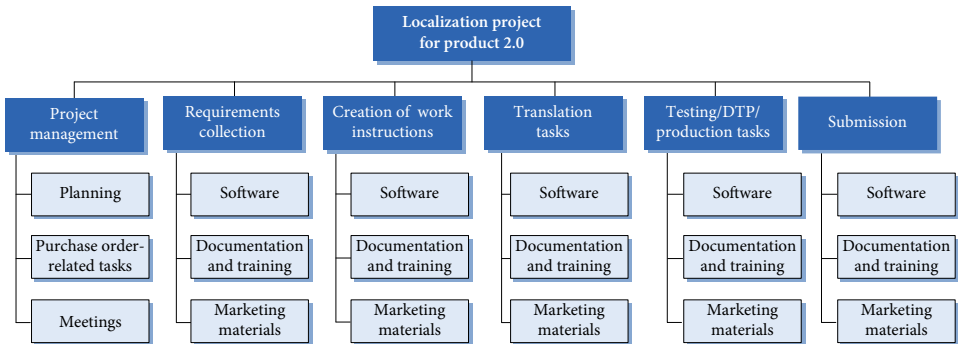 Localization project
for product 2.0
Project
management
Requirements
collection
Creation of work
instructions
Translation
tasks
Testing/DTP/
production tasks
Submission
Planning
Software
Software
Software
Software
Software
Purchase order-
related tasks
Documentation
and training
Documentation
and training
Documentation
and training
Documentation
and training
Documentation
and training
Meetings
Marketing
materials
Marketing
materials
Marketing
materials
Marketing
materials
Marketing
materials